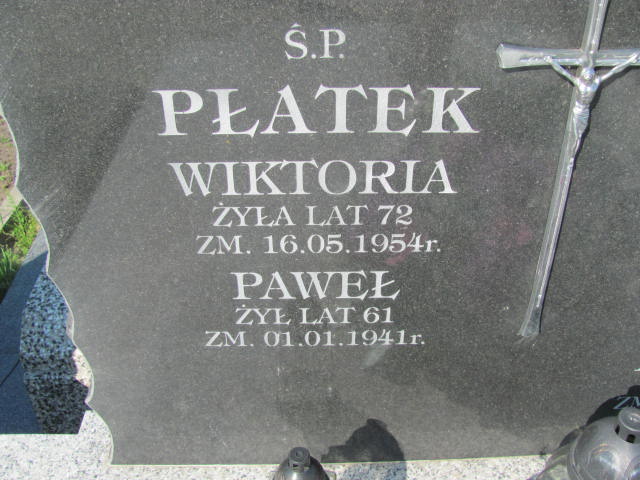 Ś.P.
PŁATEK
WIKTORIA
ŻYŁA LAT 72
ZM. 16.05.1954r.
PAWEŁ
ŻYŁ LAT 61
ZM. 01.01.1941r.